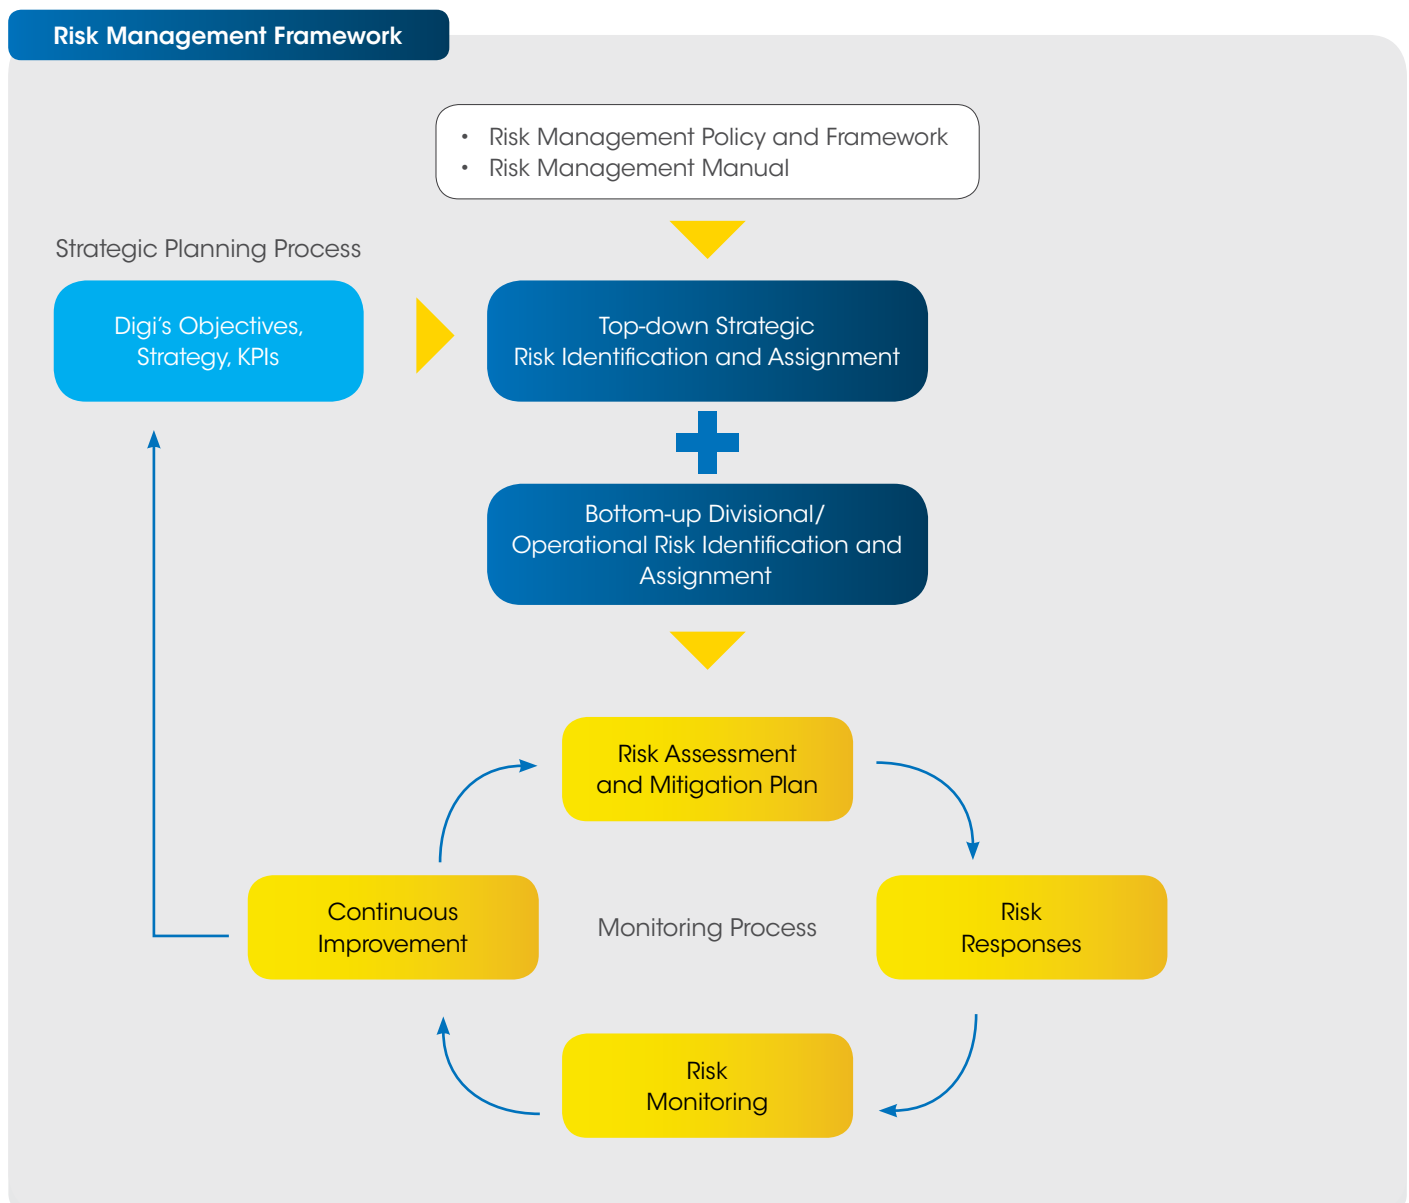 Risk Management Framework
• Risk Management Policy and Framework
• Risk Management Manual
Strategic Planning Process
Digi’s Objectives,
Strategy, KPIs
Top-down Strategic
Risk Identification and Assignment
Bottom-up Divisional/
Operational Risk Identification and
Assignment
Risk Assessment
and Mitigation Plan
Continuous
Improvement
Monitoring Process
Risk
Responses
Risk
Monitoring